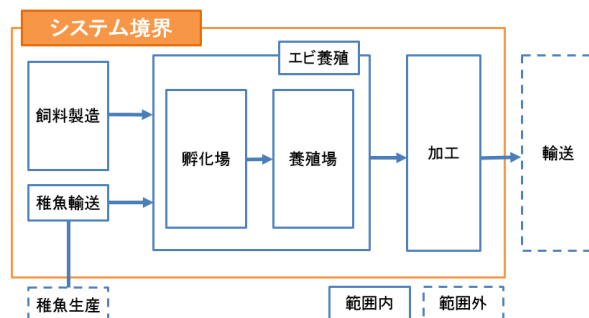 システム境界
エビ養殖
飼料製造
孵化場
養殖場
加工
輸送
稚魚輸送
稚魚生産
範囲内
範囲外